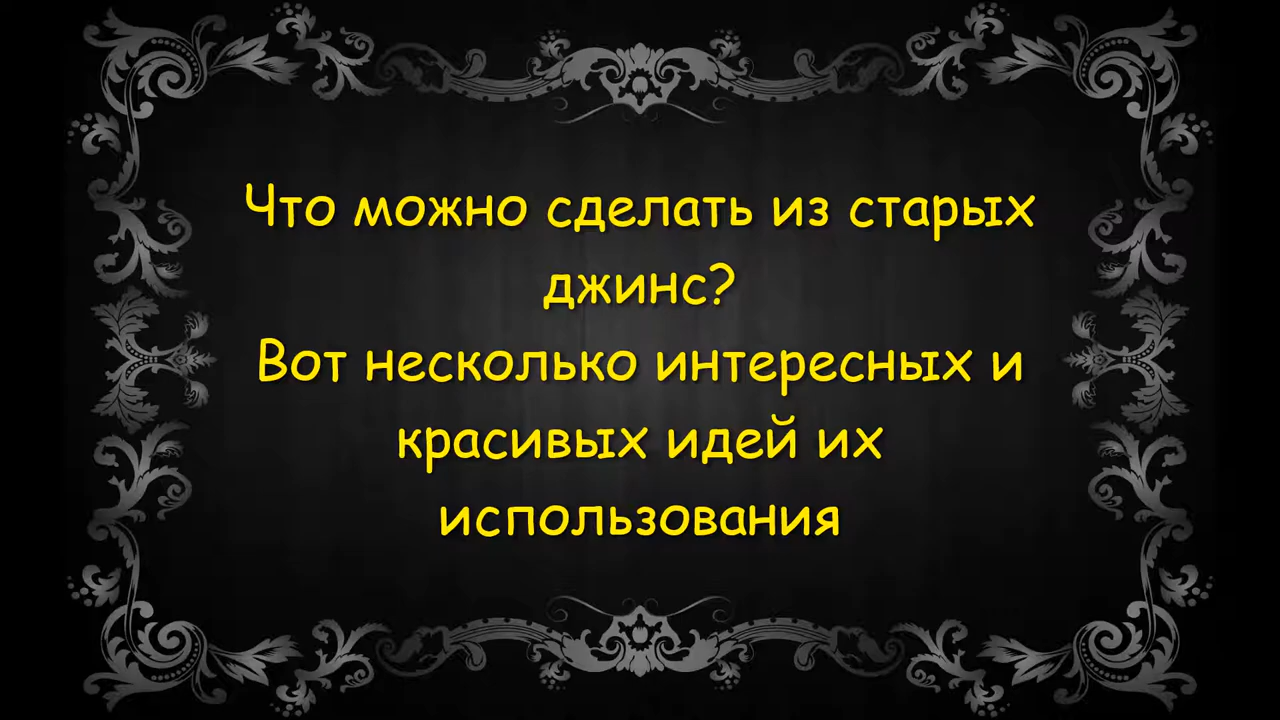 Что можно сделать из старых
джинс?
Вот несколько интересных и
красивых идей их
использования